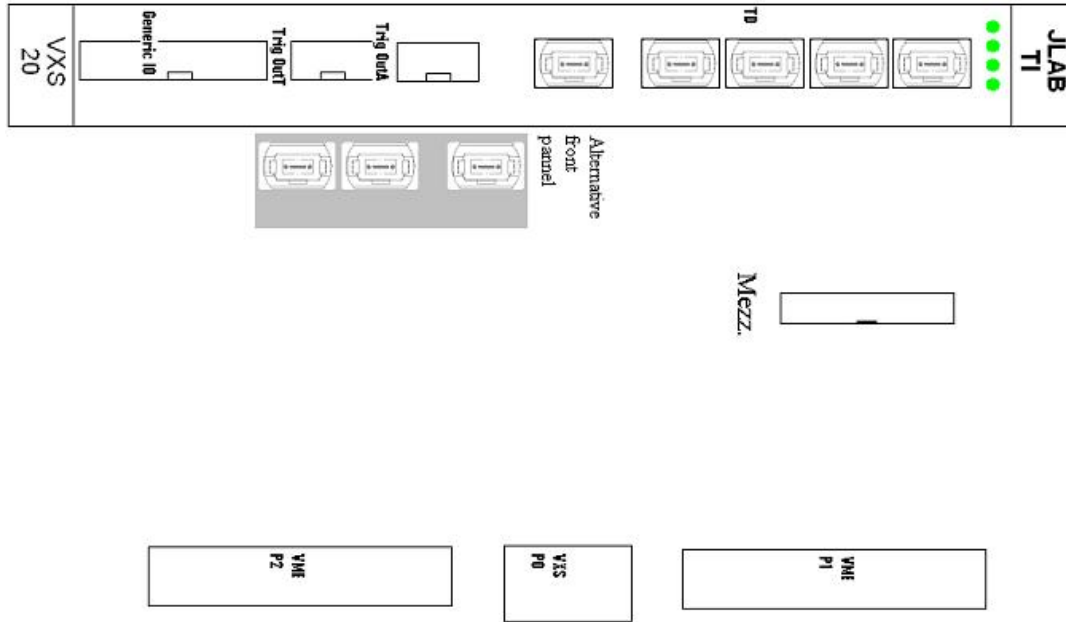 JLAB
TI
TD
Trig OutA
Trig OutT
Generic IO
VXS
20
Alternative
front
pannel
Mezz.
VME
P1
VXS
P0
VME
P2